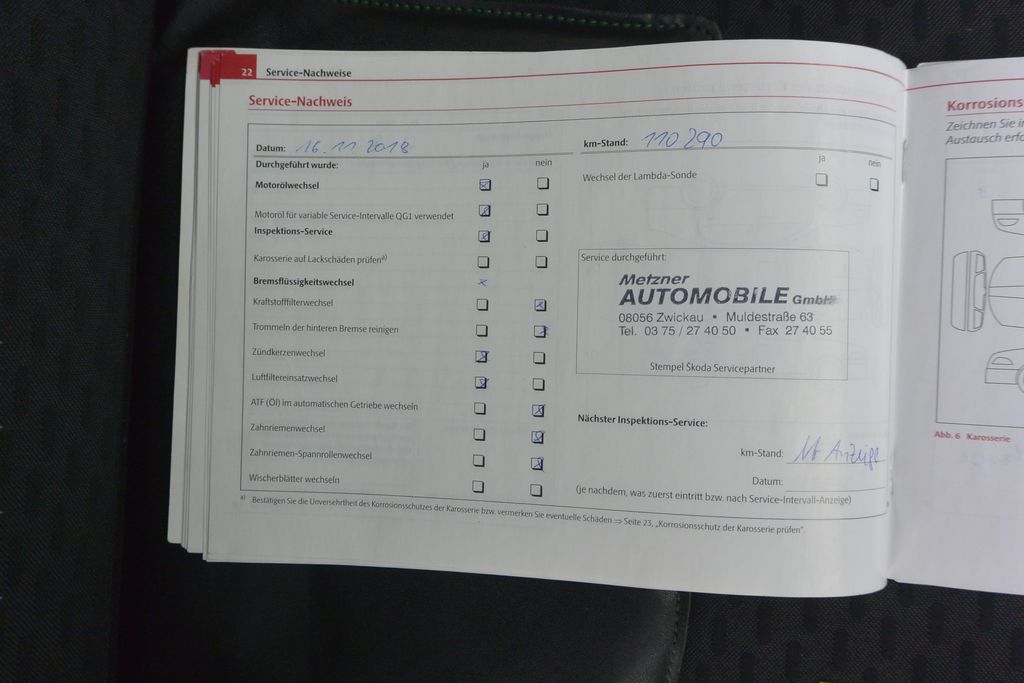 22 Service-Nachweise
Service-Nachweis
Datum: 16.11.2018
Durchgeführt wurde: ja nein
Motorölwechsel
Motoröl für variable Service-Intervalle QG1 verwendet
Inspektions-Service
Karosserie auf Lackschäden prüfen a)
Bremsflüssigkeitswechsel
Kraftstofffilterwechsel
Trommeln der hinteren Bremse reinigen
Zündkerzenwechsel
Luftfiltereinsatzwechsel
ATF (Öl) im automatischen Getriebe wechseln
Zahnriemenwechsel
Zahnriemen-Spannrollenwechsel
Wischerblätter wechseln
km-Stand: 110 290
ja nein
Wechsel der Lambda-Sonde
Service durchgeführt:
Metzner
AUTOMOBILE GmbH
08056 Zwickau • Muldestraße 63
Tel. 03 75 / 27 40 50 • Fax 27 40 55
Stempel Škoda Servicepartner
Nächster Inspektions-Service:
km-Stand: Anzeige
Datum:
(je nachdem, was zuerst eintritt bzw. nach Service-Intervall-Anzeige)
a) Bestätigen Sie die Unversehrtheit des Korrosionsschutzes der Karosserie bzw. vermerken Sie eventuelle Schäden ⇒ Seite 23, „Korrosionsschutz der Karosserie prüfen“.
Korrosions
Zeichnen Sie in
Austausch erfo
Abb. 6 Karosserie